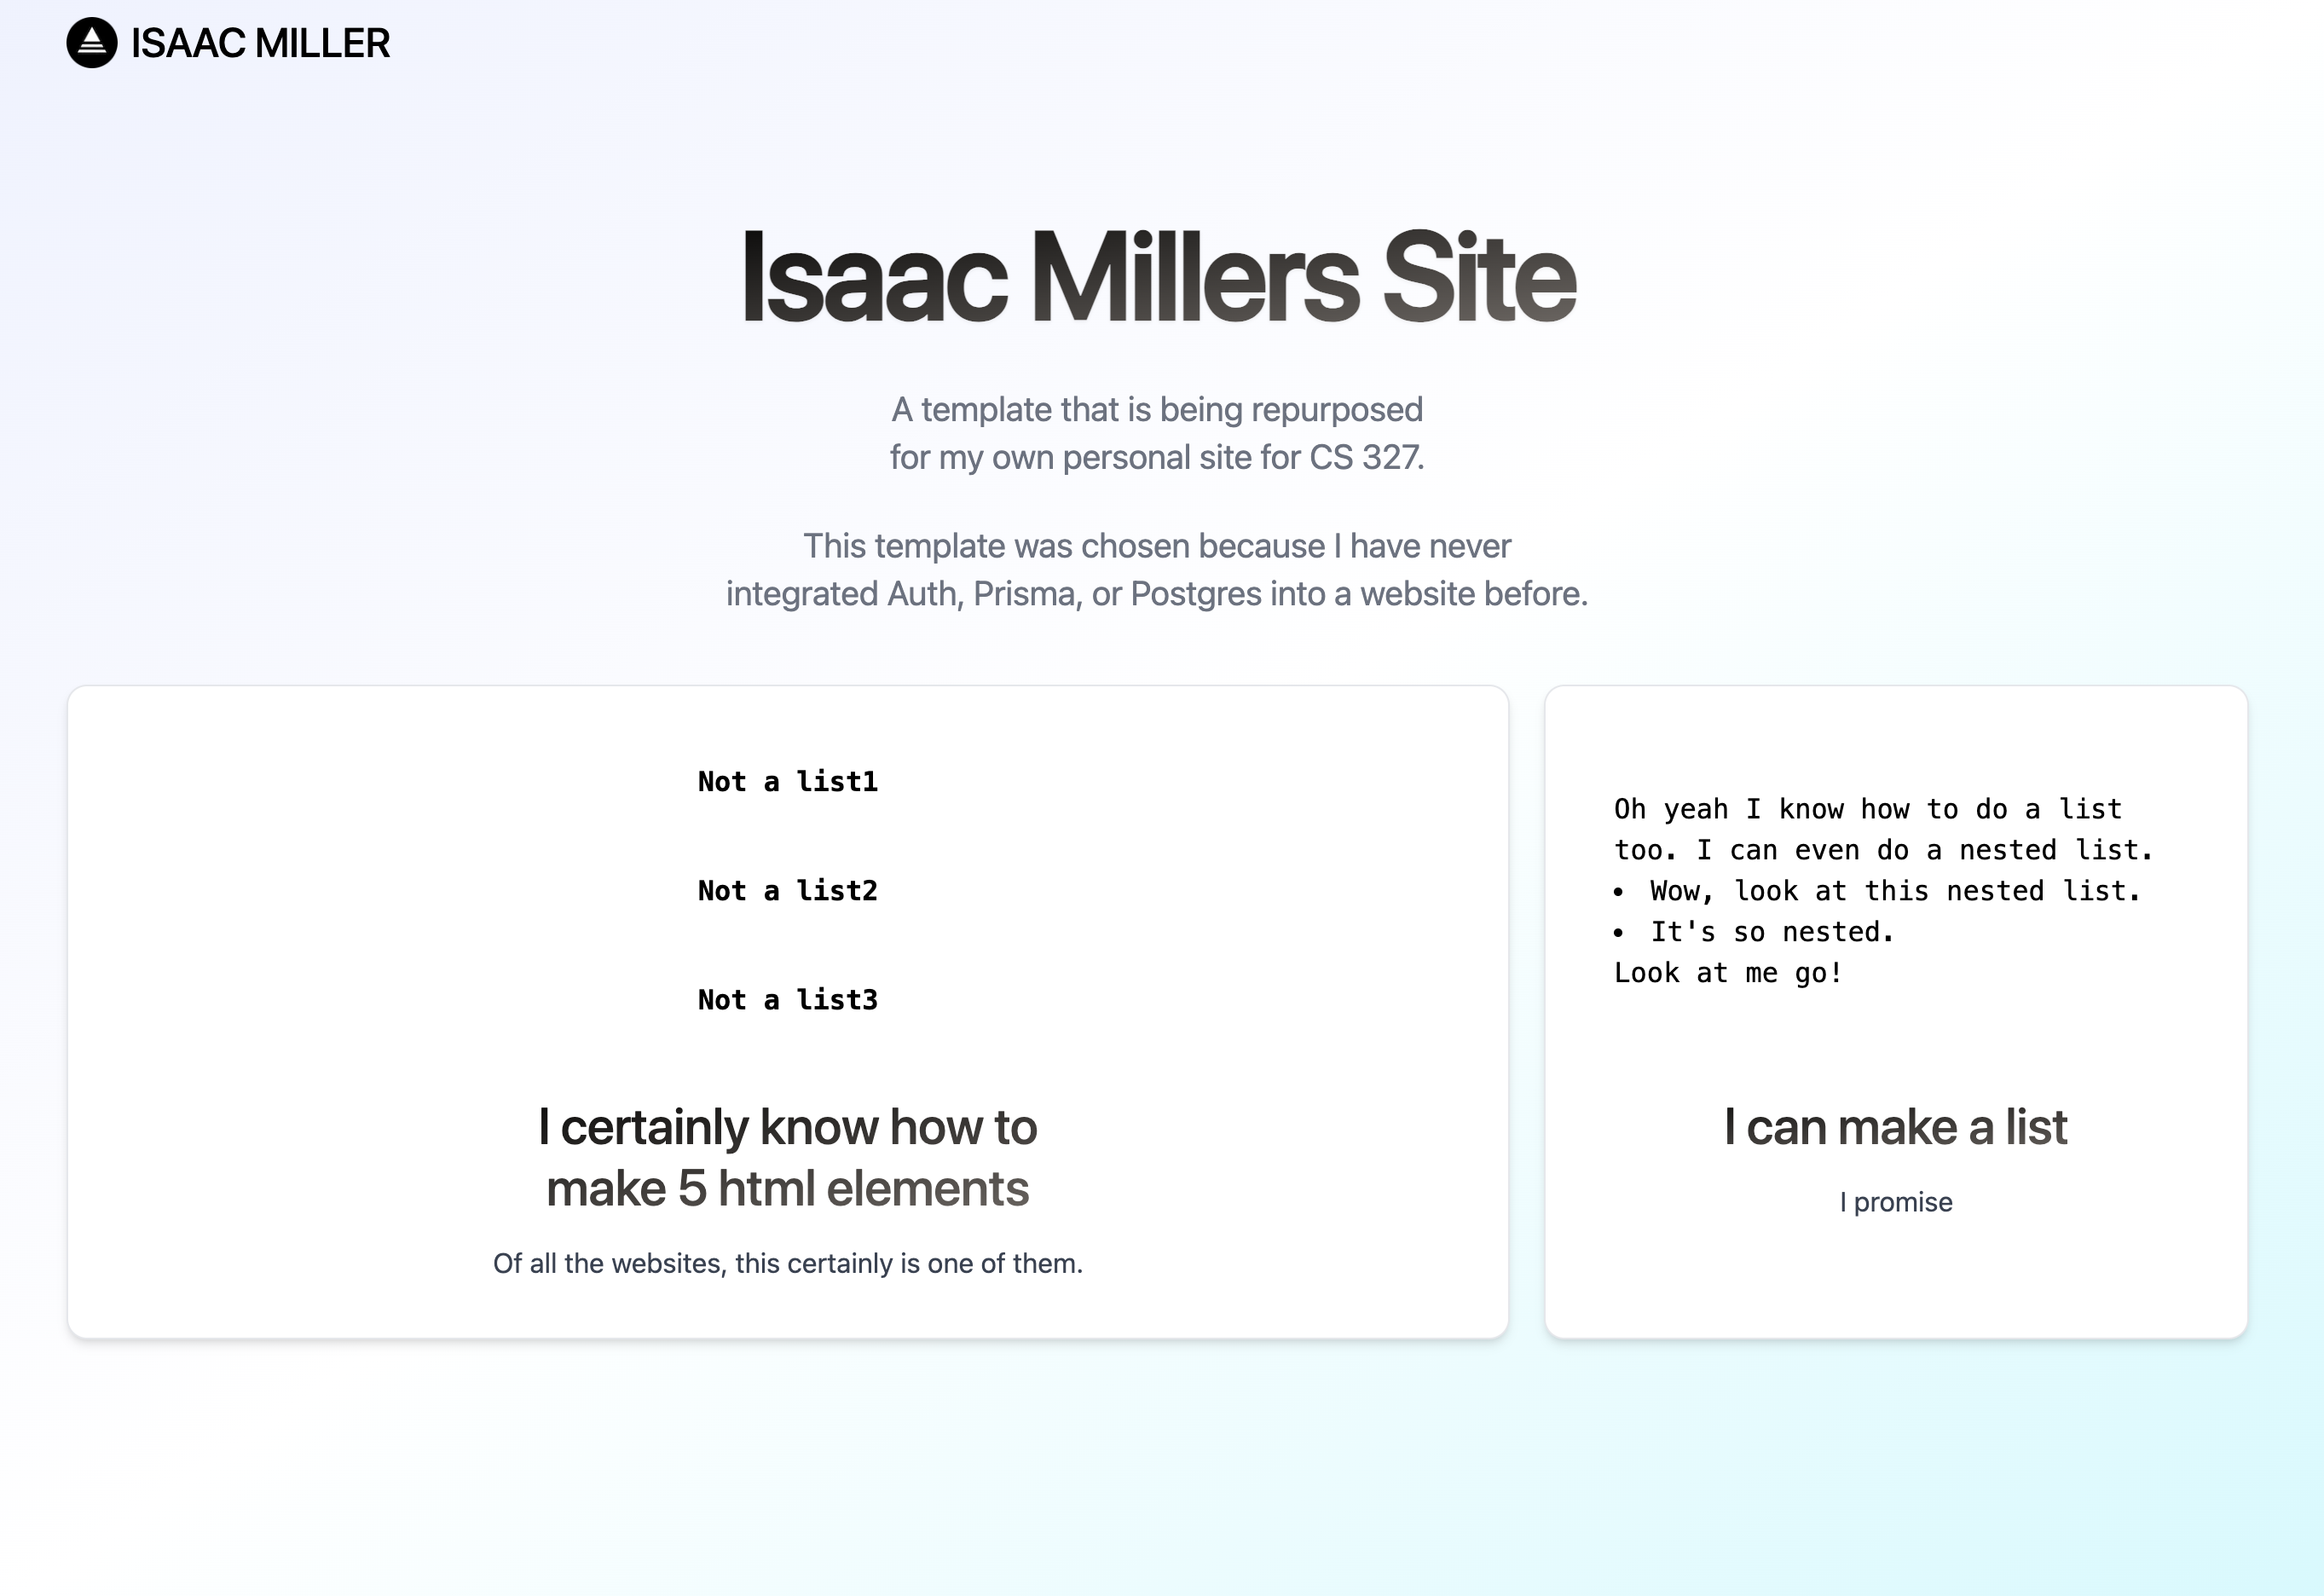 ISAAC MILLER
Isaac Millers Site
A template that is being repurposed
for my own personal site for CS 327.
This template was chosen because I have never
integrated Auth, Prisma, or Postgres into a website before.
Not a list1
Not a list2
Not a list3
I certainly know how to
make 5 html elements
Of all the websites, this certainly is one of them.
Oh yeah I know how to do a list
too. I can even do a nested list.
• Wow, look at this nested list.
• It's so nested.
Look at me go!
I can make a list
I promise